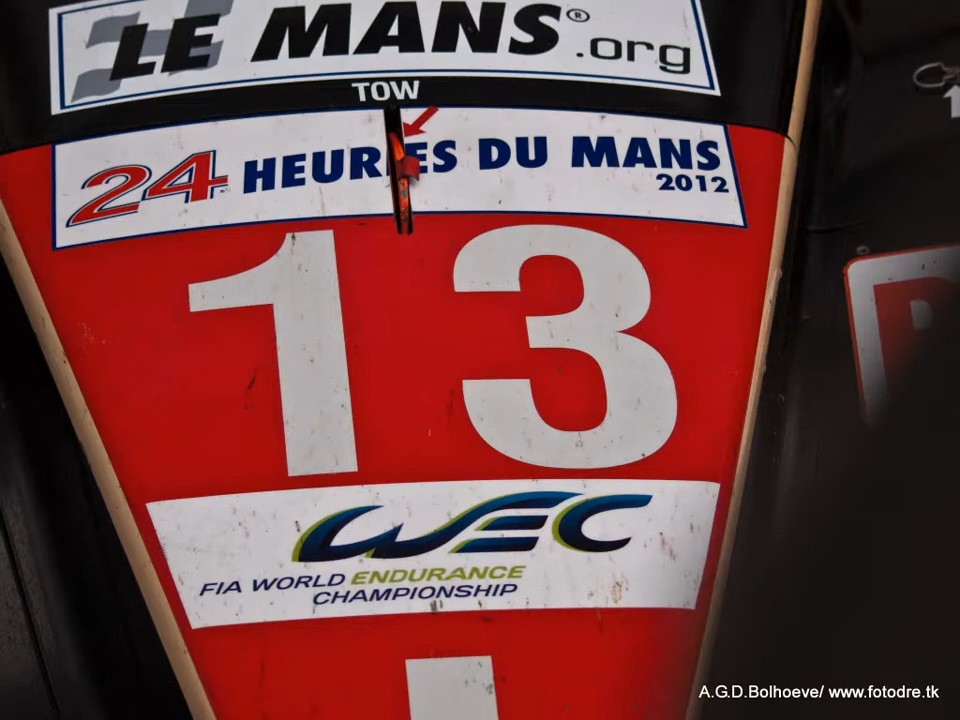 LE MANS®.org
TOW
24 HEURES DU MANS
2012
13
WEC
FIA WORLD ENDURANCE
CHAMPIONSHIP
A.G.D.Bolhoeve/ www.fotodre.tk